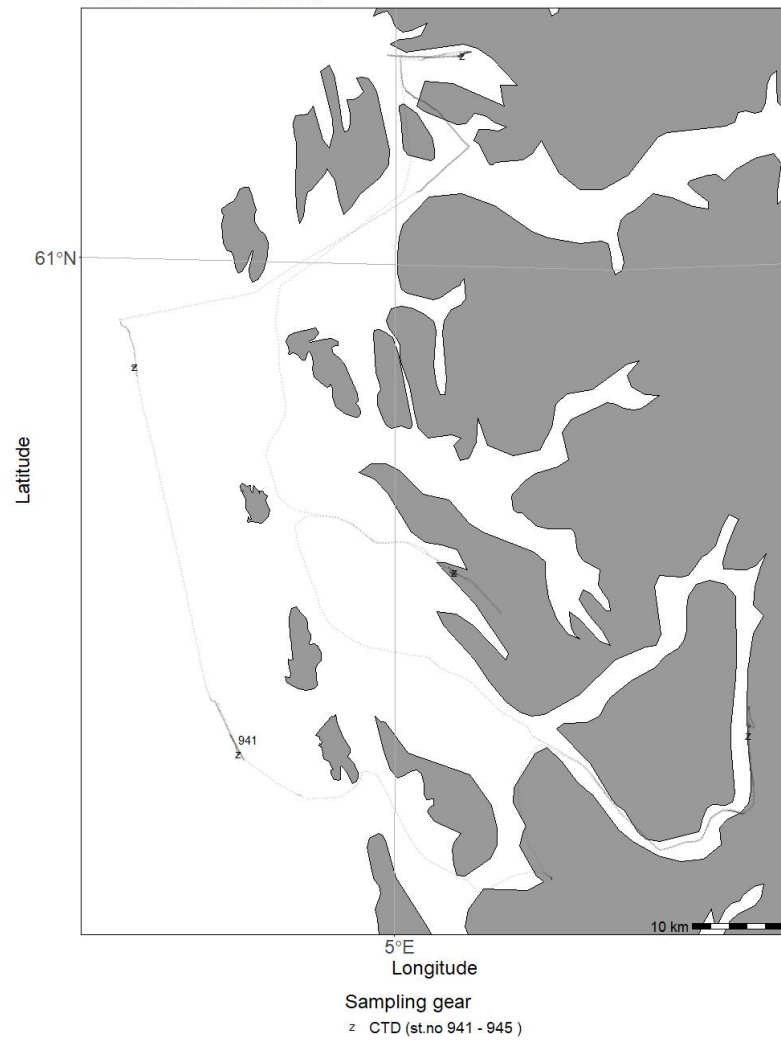 z
61°N
z
Latitude
z
941
z
z
10 km
5°E
Longitude
Sampling gear
z CTD (st.no 941 - 945 )